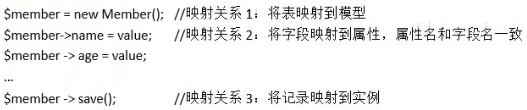 $member = new Member(); //映射关系 1：将表映射到模型
$member->name = value; //映射关系 2：将字段映射到属性，属性名和字段名一致
$member -> age = value;
…
$member -> save(); //映射关系 3：将记录映射到实例